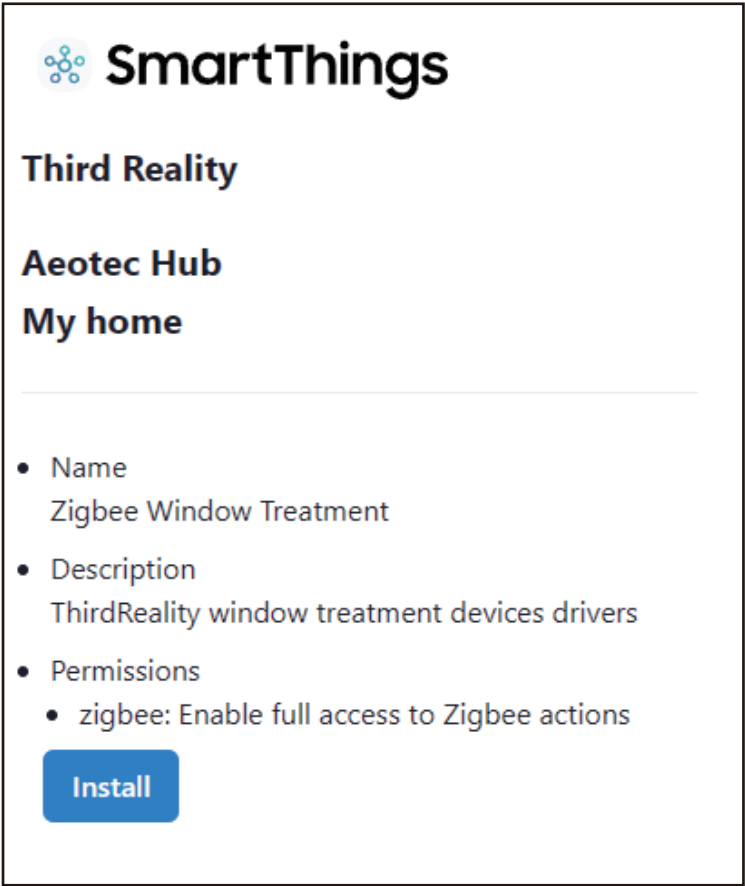 SmartThings
Third Reality
Aeotec Hub
My home
Name
Zigbee Window Treatment
Description
ThirdReality window treatment devices drivers
Permissions
zigbee: Enable full access to Zigbee actions
Install